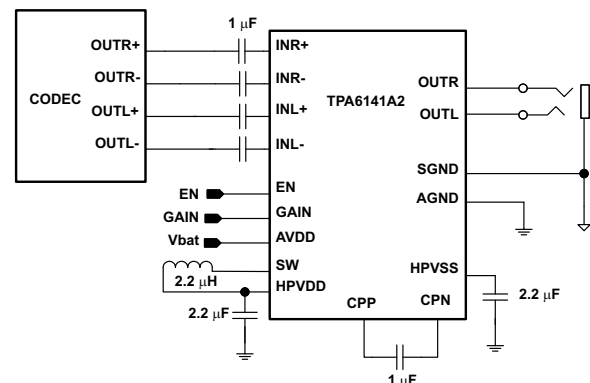 1 μF
OUTR+
INR+
OUTR-
INR-
CODEC
TPA6141A2
OUTR
OUTL+
INL+
OUTL
OUTL-
INL-
SGND
EN
EN
AGND
GAIN
GAIN
Vbat
AVDD
SW
HPVSS
2.2 μH
HPVDD
2.2 μF
CPP
CPN
2.2 μF
1 μF